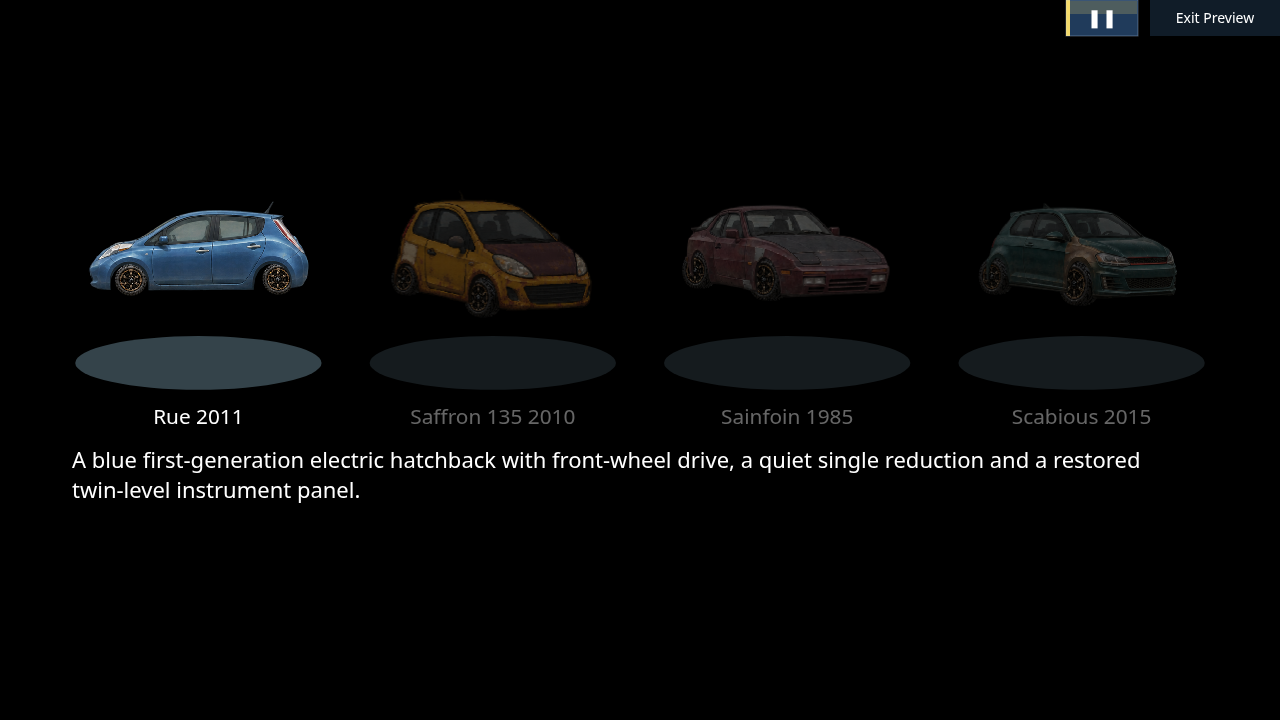 Exit Preview
Rue 2011
Saffron 135 2010
Sainfoin 1985
Scabious 2015
A blue first-generation electric hatchback with front-wheel drive, a quiet single reduction and a restored
twin-level instrument panel.